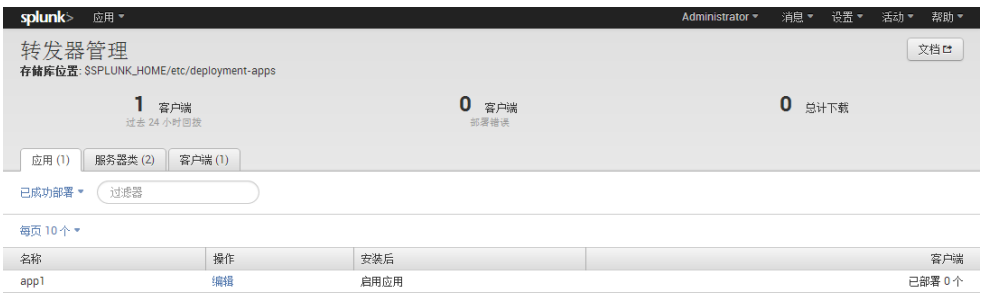 splunk> 应用 Administrator 消息 设置 活动 帮助
转发器管理 文档
存储库位置: $SPLUNK_HOME/etc/deployment-apps
1 客户端 0 客户端 0 总计下载
过去 24 小时回拨 部署错误
应用 (1) 服务器类 (2) 客户端 (1)
已成功部署 过滤器
每页 10 个
名称 操作 安装后 客户端
app1 编辑 启用应用 已部署 0 个